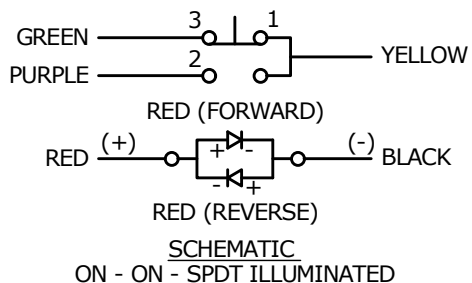 3 1
GREEN
YELLOW
2
PURPLE
RED (FORWARD)
RED (+) + - (-) BLACK
- +
RED (REVERSE)
SCHEMATIC
ON - ON - SPDT ILLUMINATED